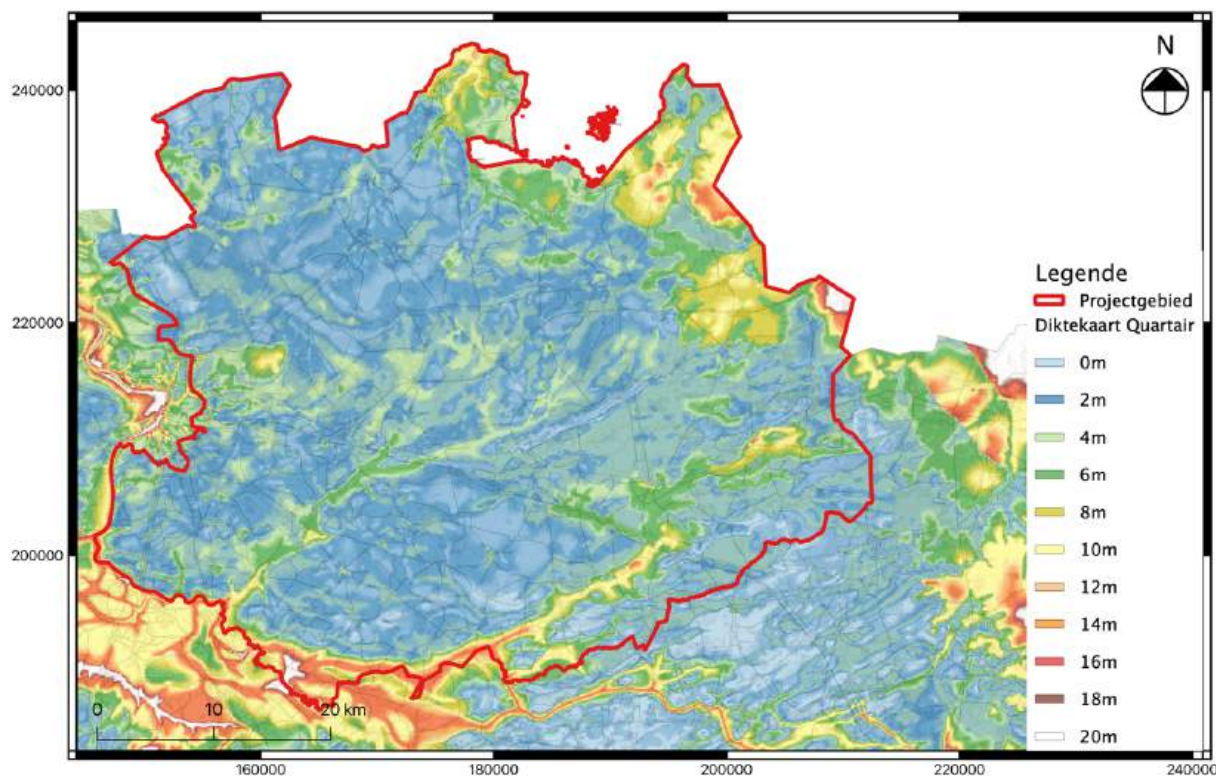 N
240000
220000
200000
Legende
Projectgebied
Diktekaart Quartair
0m
2m
4m
6m
8m
10m
12m
14m
16m
18m
20m
0 10 20 km
160000 180000 200000 220000 240000